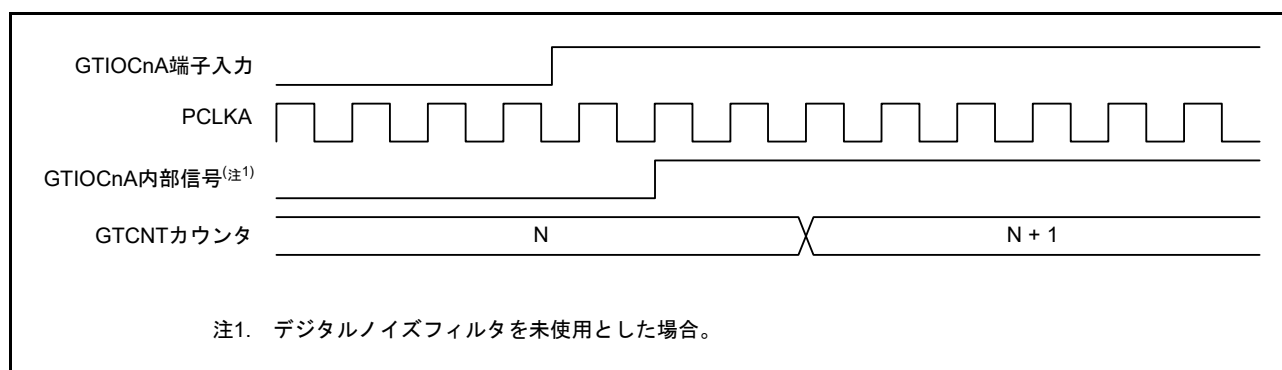 GTIOCnA端子入力
PCLKA
GTIOCnA内部信号(注1)
GTCNTカウンタ N N + 1
注1. デジタルノイズフィルタを未使用とした場合。